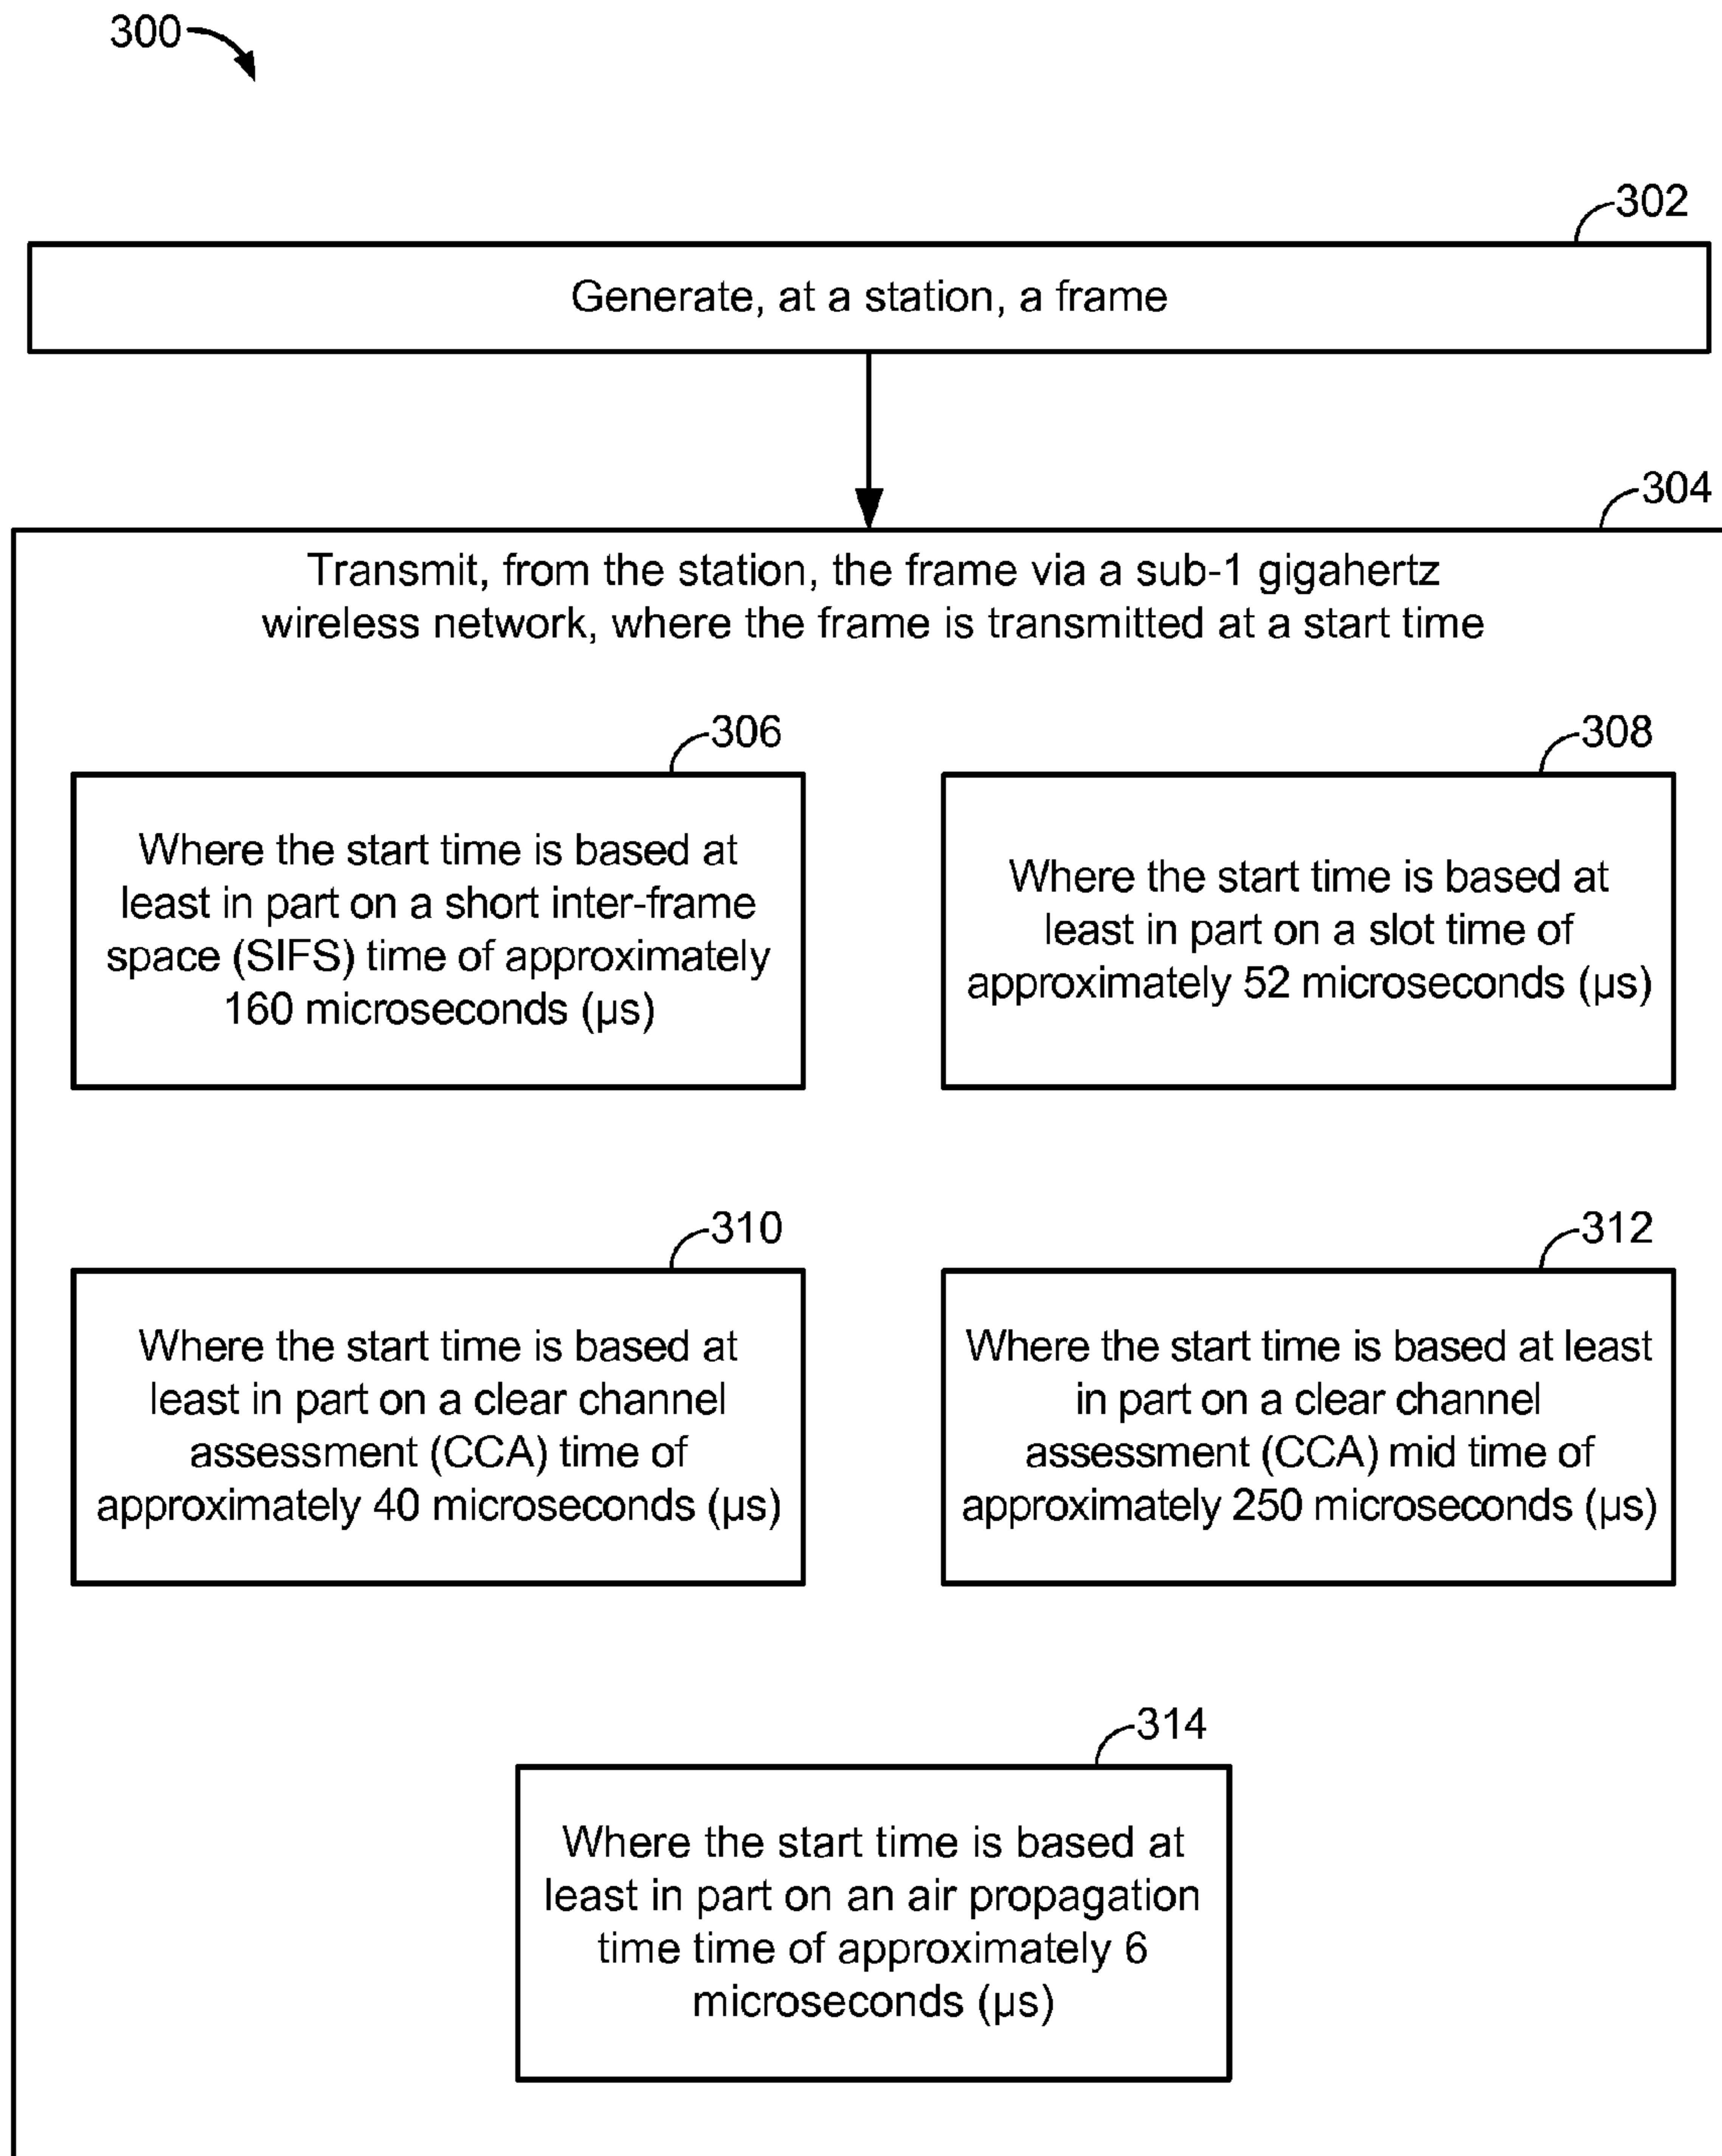 300
302
Generate, at a station, a frame
304
Transmit, from the station, the frame via a sub-1 gigahertz
wireless network, where the frame is transmitted at a start time
306
Where the start time is based at
least in part on a short inter-frame
space (SIFS) time of approximately
160 microseconds (µs)
308
Where the start time is based at
least in part on a slot time of
approximately 52 microseconds (µs)
310
Where the start time is based at
least in part on a clear channel
assessment (CCA) time of
approximately 40 microseconds (µs)
312
Where the start time is based at least
in part on a clear channel
assessment (CCA) mid time of
approximately 250 microseconds (µs)
314
Where the start time is based at
least in part on an air propagation
time time of approximately 6
microseconds (µs)